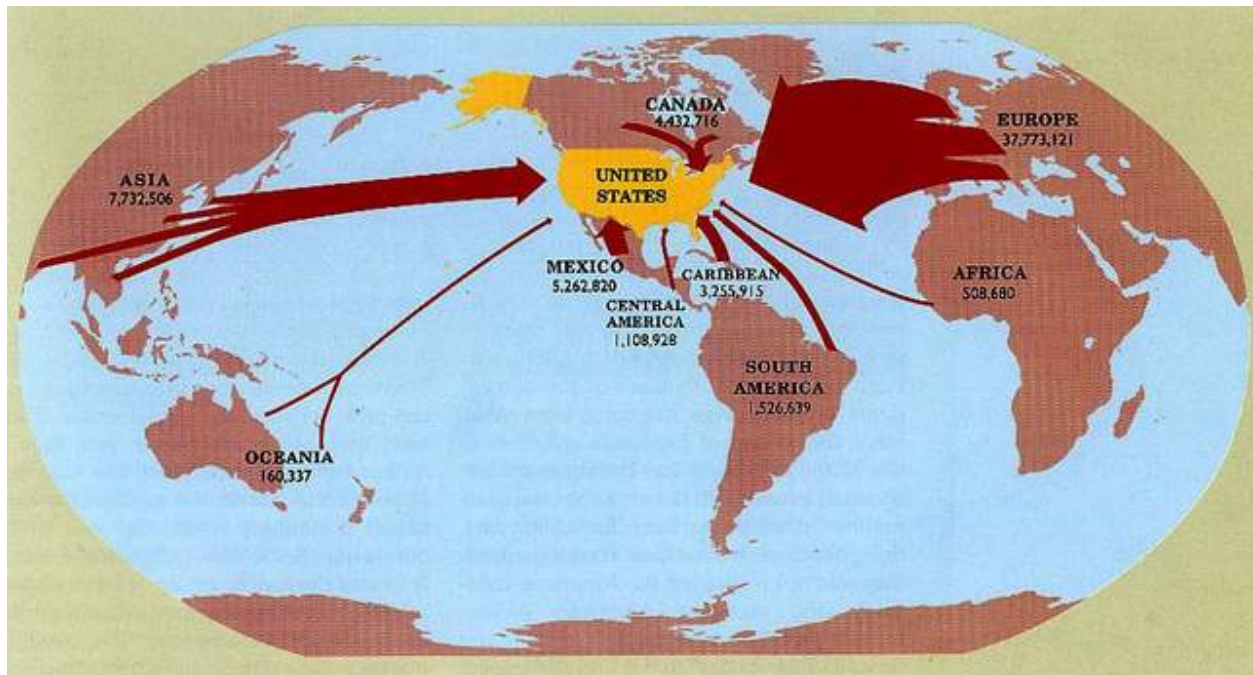 CANADA
4,432,716
EUROPE
37,773,121
ASIA
7,732,506
UNITED
STATES
MEXICO
5,262,820
CARIBBEAN
3,255,915
AFRICA
508,680
CENTRAL
AMERICA
1,108,928
SOUTH
AMERICA
1,526,639
OCEANIA
160,337